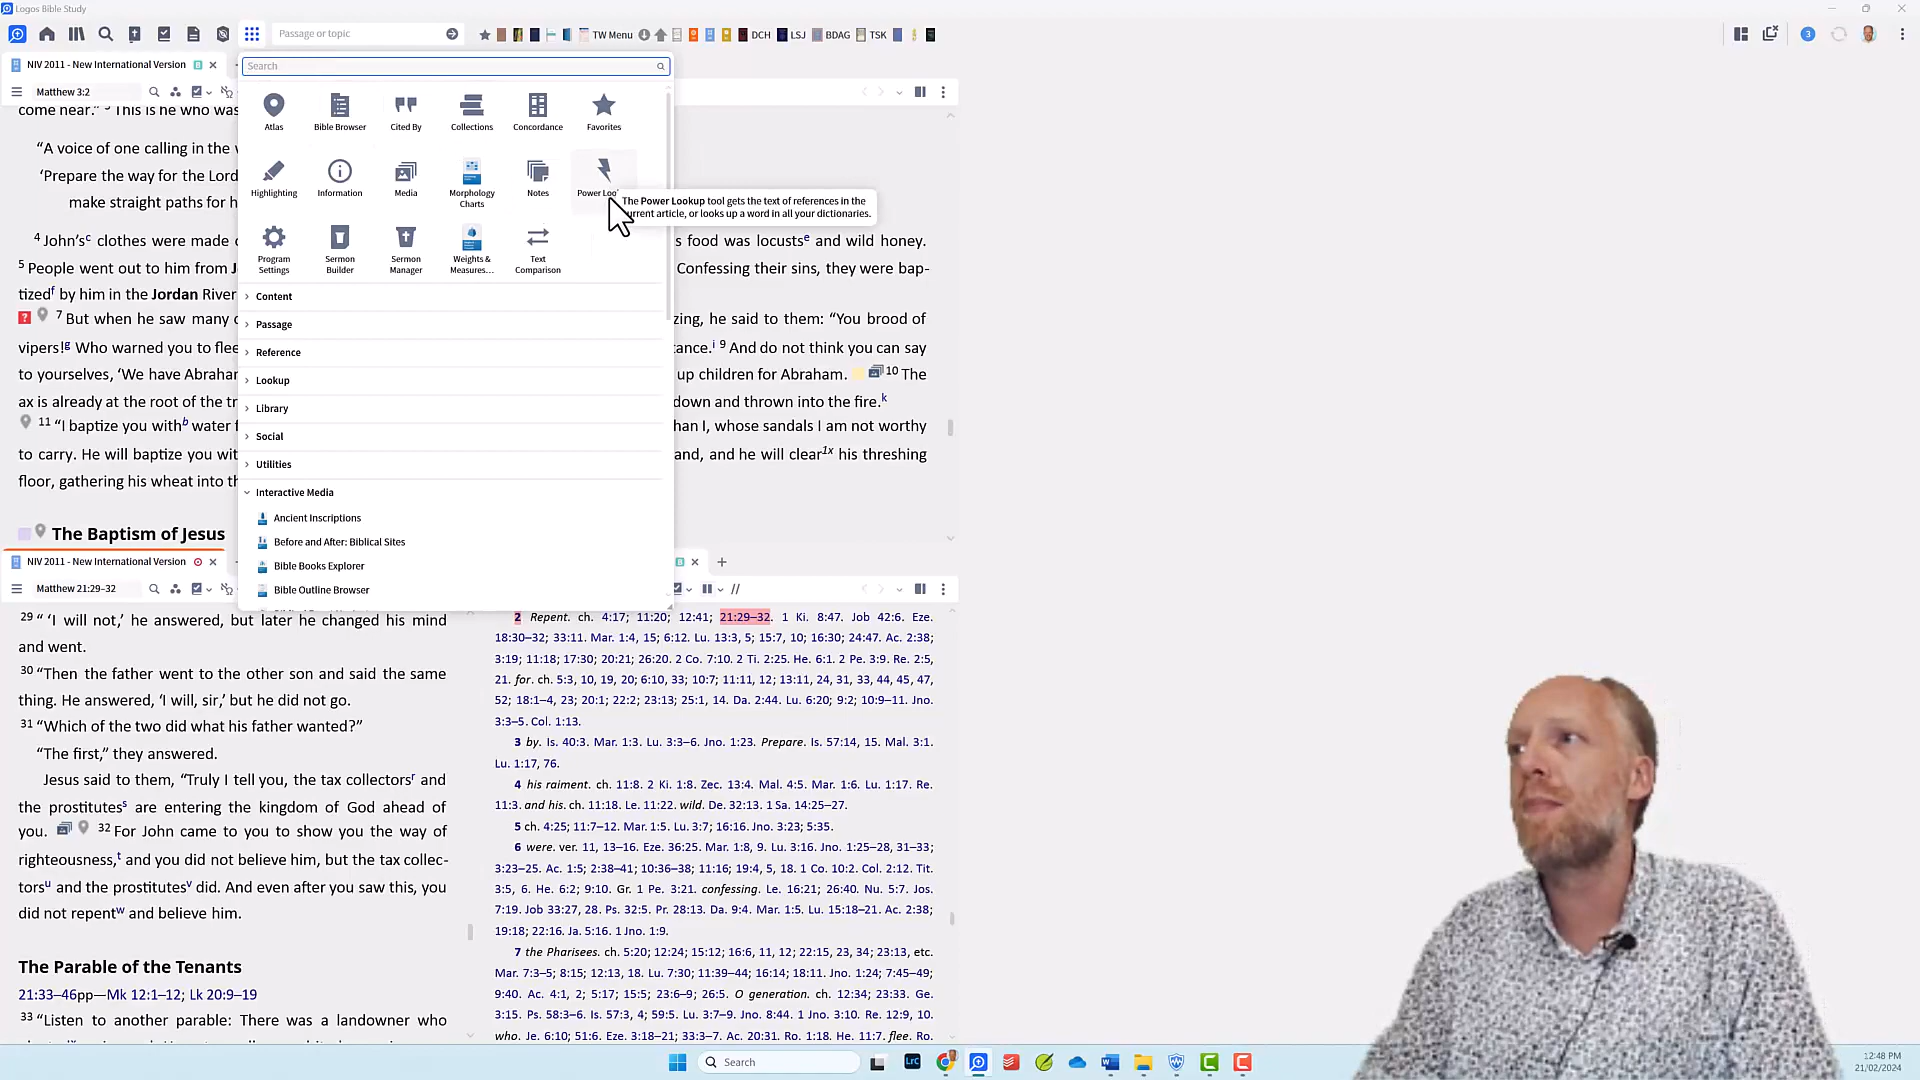 Logos Bible Study
Passage or topic
TW Menu
DCH
LSJ
BDAG
TSK
3
NIV 2011 - New International Version
B
Matthew 3:2
come near.” This is he who was
“A voice of one calling in the
‘Prepare the way for the Lord
make straight paths for h
4 John’sc clothes were made
5 People went out to him from J
tizedf by him in the Jordan River
? 7 But when he saw many
vipers!g Who warned you to flee
to yourselves, ‘We have Abraham
ax is already at the root of the tr
11 “I baptize you withb water
to carry. He will baptize you wit
floor, gathering his wheat into th
The Baptism of Jesus
Search
Atlas
Bible Browser
Cited By
Collections
Concordance
Favorites
Highlighting
Information
Media
Morphology
Charts
Notes
Power Loo
The Power Lookup tool gets the text of references in the
urrent article, or looks up a word in all your dictionaries.
Program
Settings
Sermon
Builder
Sermon
Manager
Weights &
Measures...
Text
Comparison
Content
Passage
Reference
Lookup
Library
Social
Utilities
Interactive Media
Ancient Inscriptions
Before and After: Biblical Sites
Bible Books Explorer
Bible Outline Browser
s food was locustse and wild honey.
Confessing their sins, they were bap-
zing, he said to them: “You brood of
tance.i 9 And do not think you can say
up children for Abraham. 10 The
down and thrown into the fire.k
han I, whose sandals I am not worthy
and, and he will clear1x his threshing
NIV 2011 - New International Version
B
Matthew 21:29–32
29 “ ‘I will not,’ he answered, but later he changed his mind
and went.
30 “Then the father went to the other son and said the same
thing. He answered, ‘I will, sir,’ but he did not go.
31 “Which of the two did what his father wanted?”
“The first,” they answered.
Jesus said to them, “Truly I tell you, the tax collectorsr and
the prostitutess are entering the kingdom of God ahead of
you. 32 For John came to you to show you the way of
righteousness,t and you did not believe him, but the tax collec-
torsu and the prostitutesv did. And even after you saw this, you
did not repentw and believe him.
The Parable of the Tenants
21:33–46pp—Mk 12:1–12; Lk 20:9–19
33 “Listen to another parable: There was a landowner who
2 Repent. ch. 4:17; 11:20; 12:41; 21:29–32. 1 Ki. 8:47. Job 42:6. Eze.
18:30–32; 33:11. Mar. 1:4, 15; 6:12. Lu. 13:3, 5; 15:7, 10; 16:30; 24:47. Ac. 2:38;
3:19; 11:18; 17:30; 20:21; 26:20. 2 Co. 7:10. 2 Ti. 2:25. He. 6:1. 2 Pe. 3:9. Re. 2:5,
21. for. ch. 5:3, 10, 19, 20; 6:10, 33; 10:7; 11:11, 12; 13:11, 24, 31, 33, 44, 45, 47,
52; 18:1–4, 23; 20:1; 22:2; 23:13; 25:1, 14. Da. 2:44. Lu. 6:20; 9:2; 10:9–11. Jno.
3:3–5. Col. 1:13.
3 by. Is. 40:3. Mar. 1:3. Lu. 3:3–6. Jno. 1:23. Prepare. Is. 57:14, 15. Mal. 3:1.
Lu. 1:17, 76.
4 his raiment. ch. 11:8. 2 Ki. 1:8. Zec. 13:4. Mal. 4:5. Mar. 1:6. Lu. 1:17. Re.
11:3. and his. ch. 11:18. Le. 11:22. wild. De. 32:13. 1 Sa. 14:25–27.
5 ch. 4:25; 11:7–12. Mar. 1:5. Lu. 3:7; 16:16. Jno. 3:23; 5:35.
6 were. ver. 11, 13–16. Eze. 36:25. Mar. 1:8, 9. Lu. 3:16. Jno. 1:25–28, 31–33;
3:23–25. Ac. 1:5; 2:38–41; 10:36–38; 11:16; 19:4, 5, 18. 1 Co. 10:2. Col. 2:12. Tit.
3:5, 6. He. 6:2; 9:10. Gr. 1 Pe. 3:21. confessing. Le. 16:21; 26:40. Nu. 5:7. Jos.
7:19. Job 33:27, 28. Ps. 32:5. Pr. 28:13. Da. 9:4. Mar. 1:5. Lu. 15:18–21. Ac. 2:38;
19:18; 22:16. Ja. 5:16. 1 Jno. 1:9.
7 the Pharisees. ch. 5:20; 12:24; 15:12; 16:6, 11, 12; 22:15, 23, 34; 23:13, etc.
Mar. 7:3–5; 8:15; 12:13, 18. Lu. 7:30; 11:39–44; 16:14; 18:11. Jno. 1:24; 7:45–49;
9:40. Ac. 4:1, 2; 5:17; 15:5; 23:6–9; 26:5. O generation. ch. 12:34; 23:33. Ge.
3:15. Ps. 58:3–6. Is. 57:3, 4; 59:5. Lu. 3:7–9. Jno. 8:44. 1 Jno. 3:10. Re. 12:9, 10.
who. Je. 6:10; 51:6. Eze. 3:18–21; 33:3–7. Ac. 20:31. Ro. 1:18. He. 11:7. flee. Ro.
Search
LrC
12:48 PM
21/02/2024